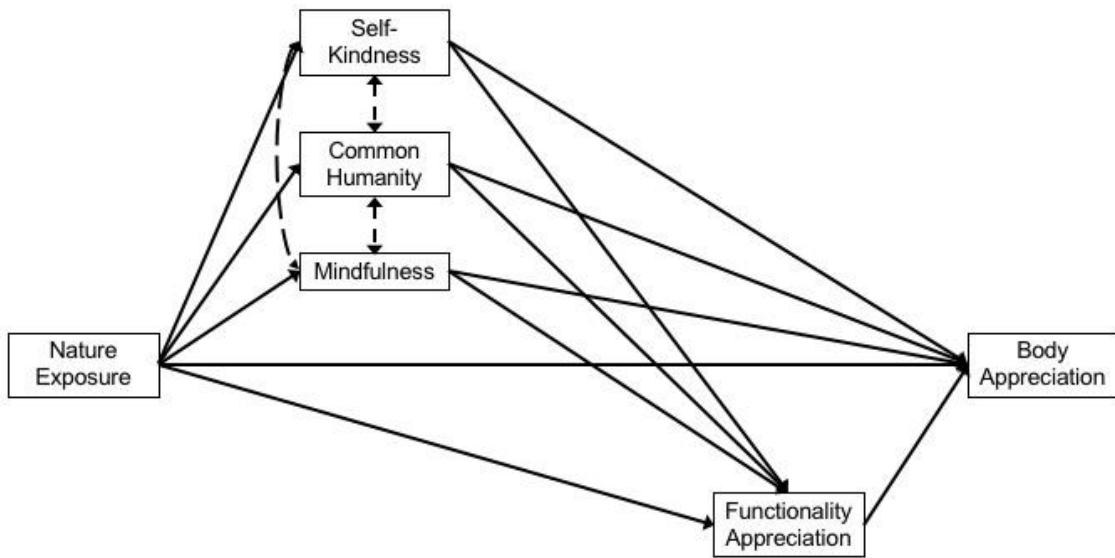 Self-
Kindness
Common
Humanity
Mindfulness
Nature
Exposure
Body
Appreciation
Functionality
Appreciation